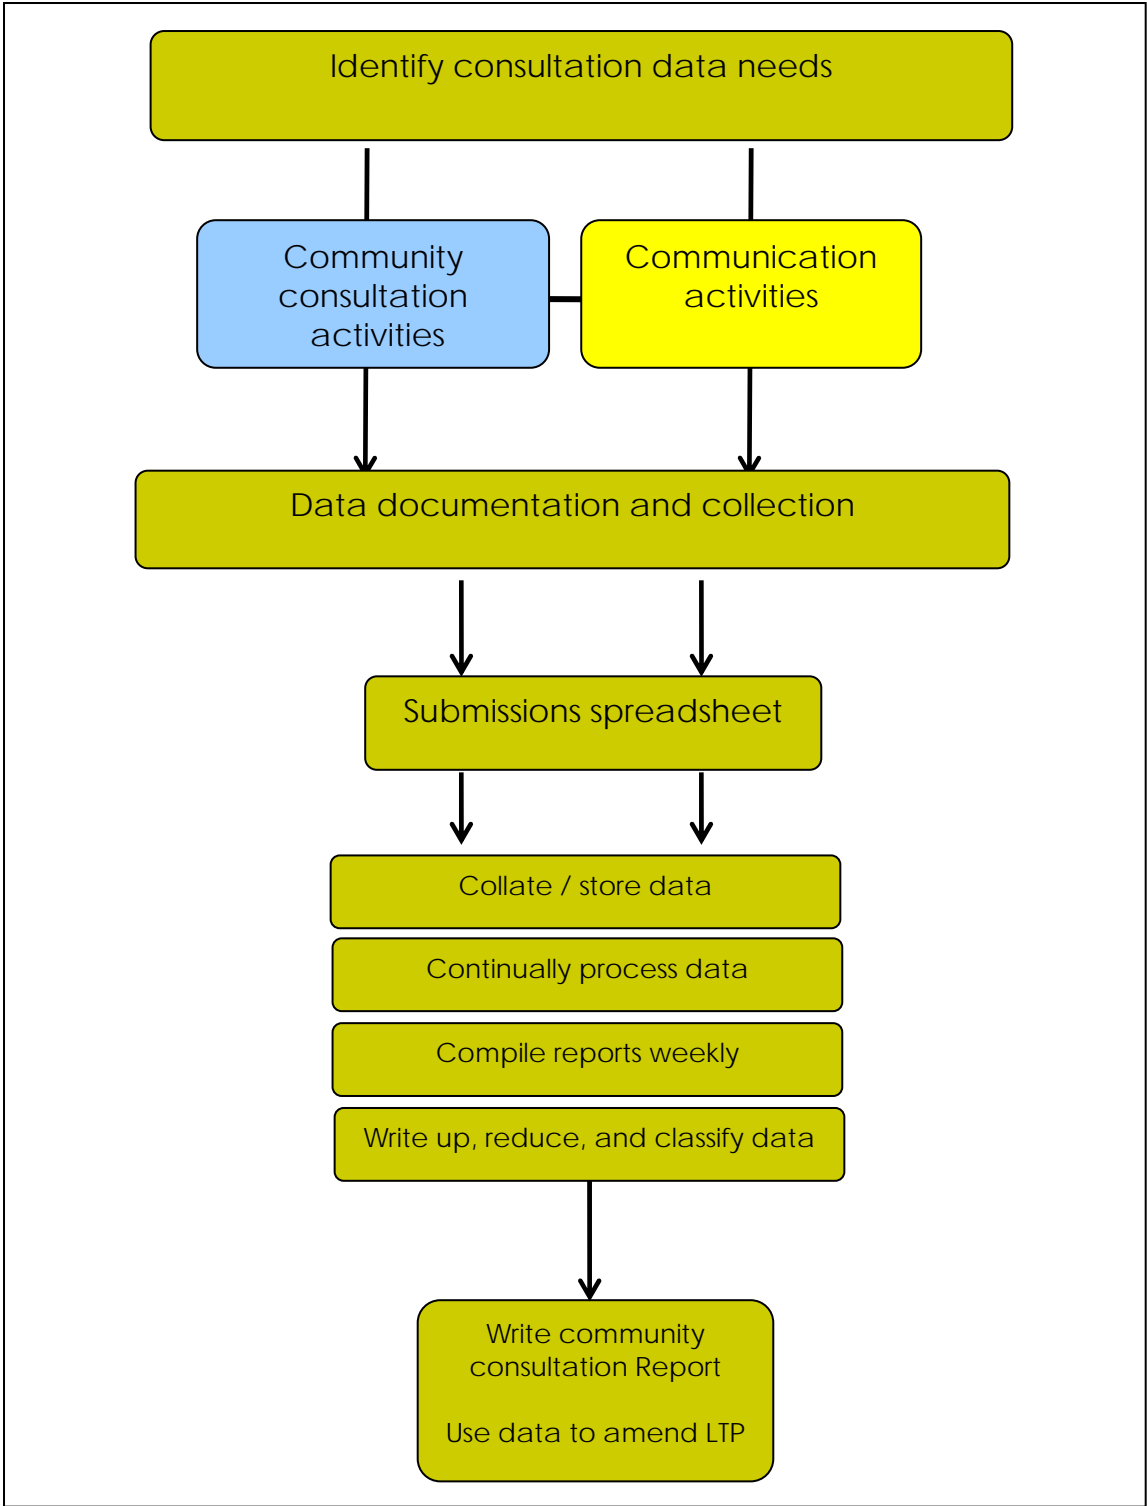 Identify consultation data needs
Community
consultation
activities
Communication
activities
Data documentation and collection
Submissions spreadsheet
Collate / store data
Continually process data
Compile reports weekly
Write up, reduce, and classify data
Write community
consultation Report
Use data to amend LTP